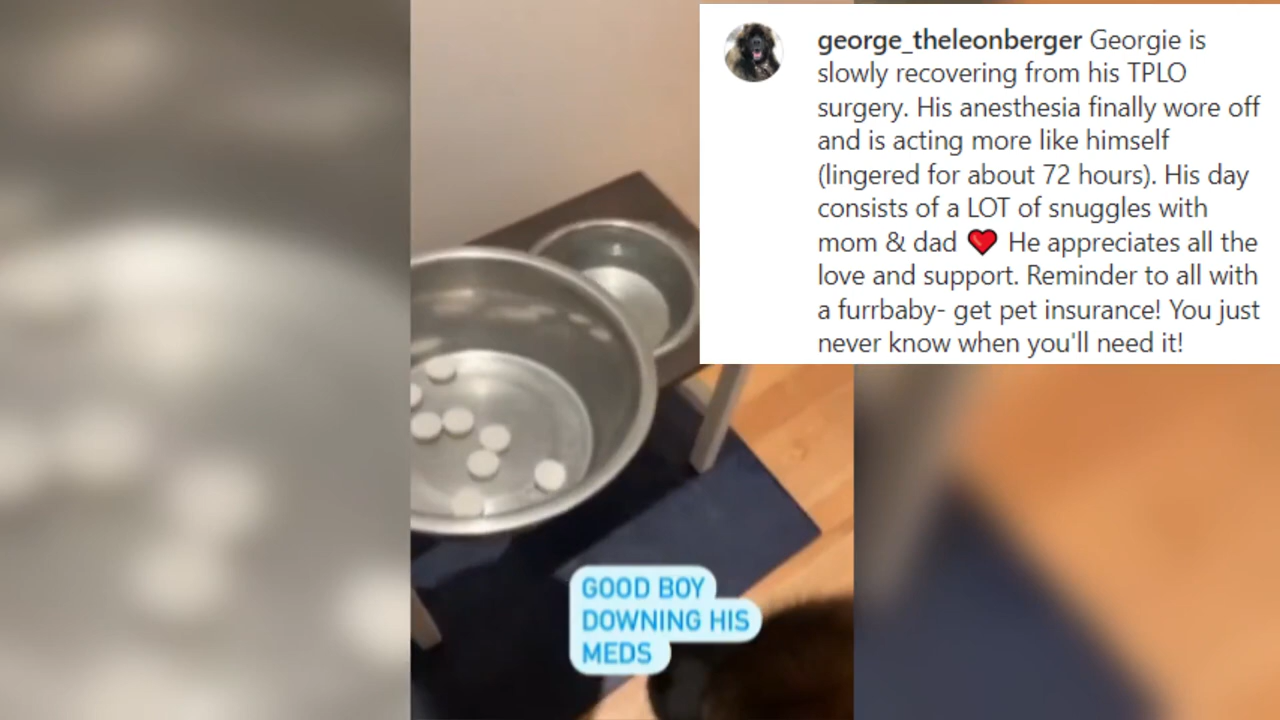 george_theleonberger Georgie is
slowly recovering from his TPLO
surgery. His anesthesia finally wore off
and is acting more like himself
(lingered for about 72 hours). His day
consists of a LOT of snuggles with
mom & dad ❤️ He appreciates all the
love and support. Reminder to all with
a furrbaby- get pet insurance! You just
never know when you'll need it!
GOOD BOY
DOWNING HIS
MEDS